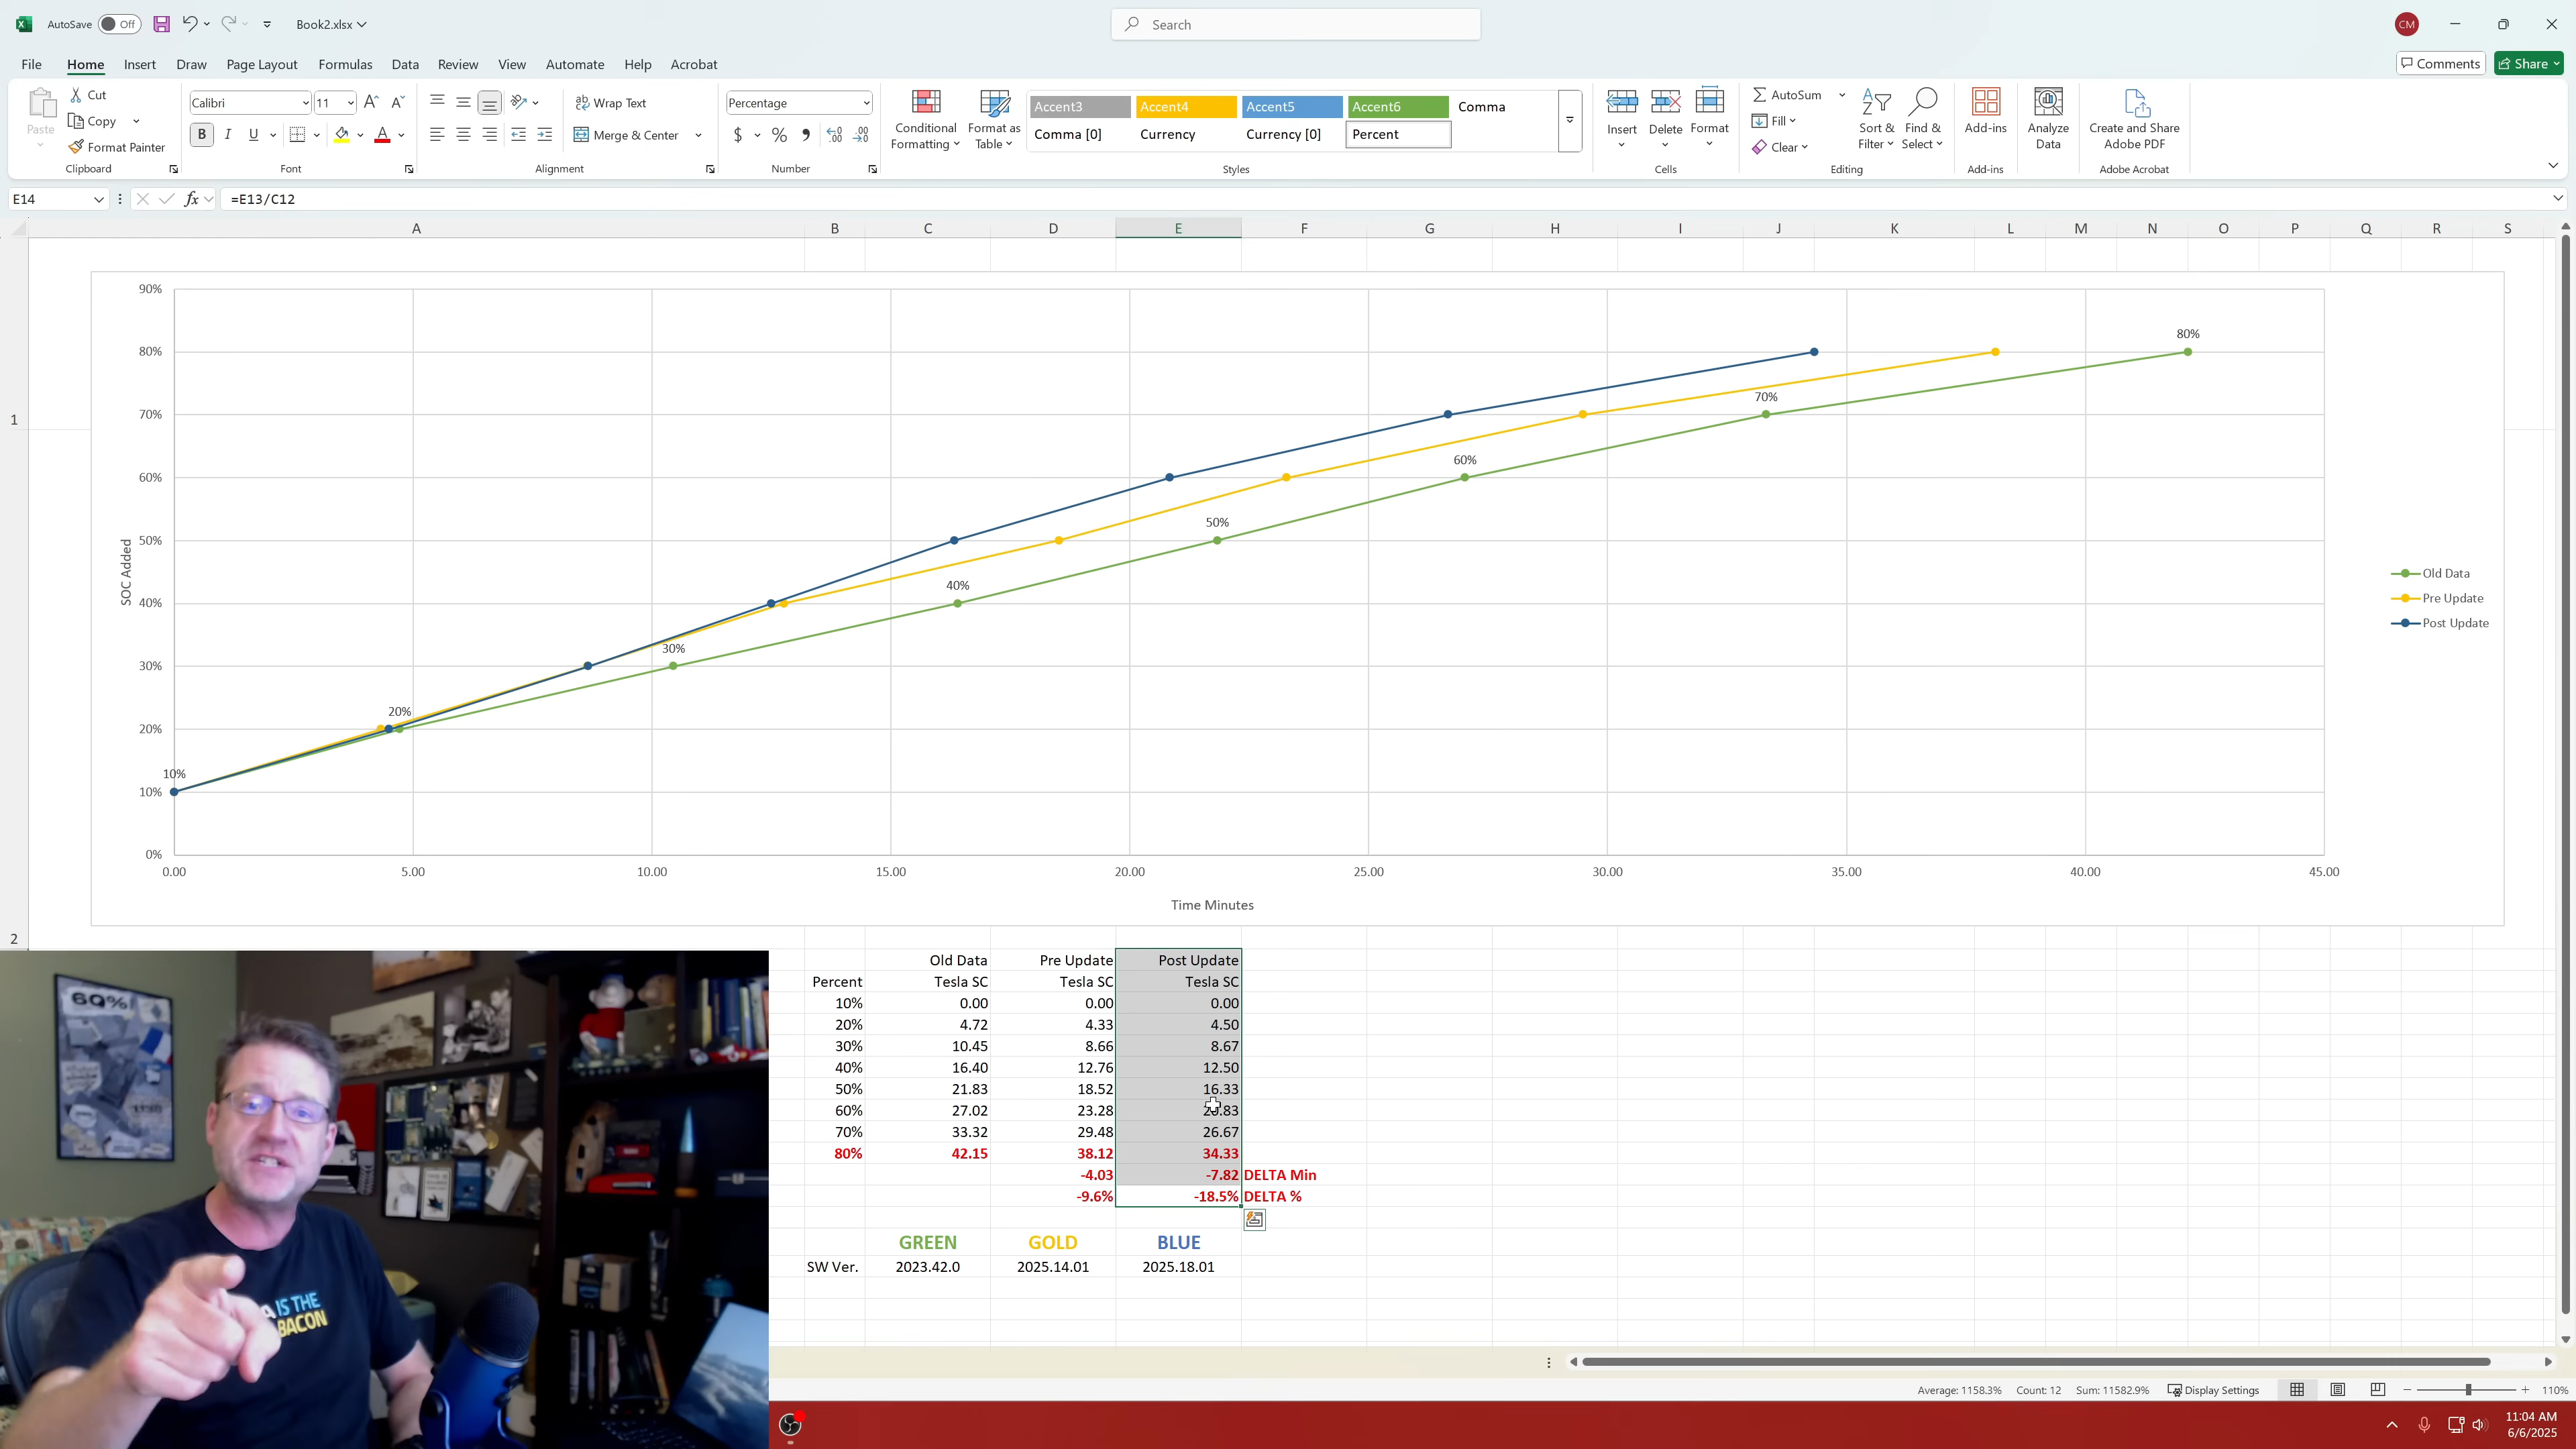 AutoSave Off Book2.xlsx Search CM
File Home Insert Draw Page Layout Formulas Data Review View Automate Help Acrobat Comments Share
Paste Cut Copy Format Painter Clipboard
Calibri 11 B I U A Font
Wrap Text Merge & Center Alignment
Percentage $ % Number
Conditional Formatting Format as Table
Accent3 Accent4 Accent5 Accent6 Comma
Comma [0] Currency Currency [0] Percent
Styles
Insert Delete Format Cells
AutoSum Fill Clear Sort & Filter Find & Select Editing
Add-ins Add-ins
Analyze Data
Create and Share Adobe PDF Adobe Acrobat
E14 fx =E13/C12
A B C D E F G H I J K L M N O P Q R S
1
2
90%
80%
70%
60%
50%
40%
30%
20%
10%
0%
SOC Added
10% 20% 30% 40% 50% 60% 70% 80%
0.00 5.00 10.00 15.00 20.00 25.00 30.00 35.00 40.00 45.00
Time Minutes
Old Data
Pre Update
Post Update
Old Data Pre Update Post Update
Percent Tesla SC Tesla SC Tesla SC
10% 0.00 0.00 0.00
20% 4.72 4.33 4.50
30% 10.45 8.66 8.67
40% 16.40 12.76 12.50
50% 21.83 18.52 16.33
60% 27.02 23.28 20.83
70% 33.32 29.48 26.67
80% 42.15 38.12 34.33
-4.03 -7.82 DELTA Min
-9.6% -18.5% DELTA %
GREEN GOLD BLUE
SW Ver. 2023.42.0 2025.14.01 2025.18.01
60%
IS THE
BACON
Average: 1158.3% Count: 12 Sum: 11582.9% Display Settings 110%
11:04 AM
6/6/2025